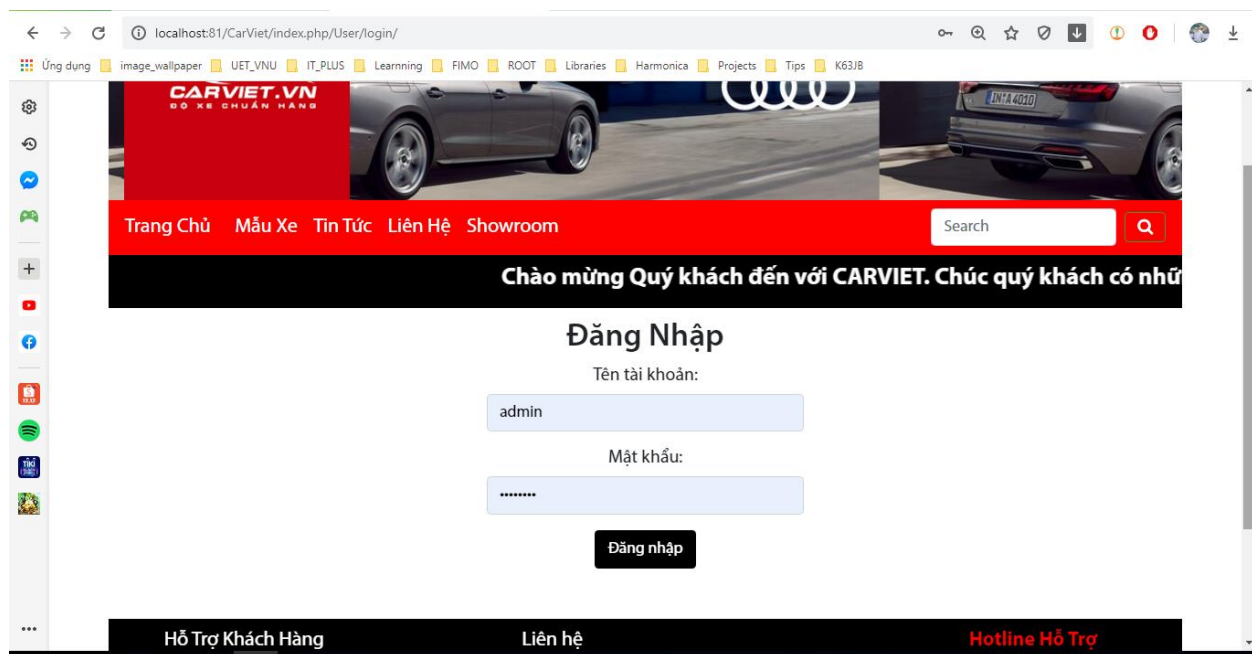 localhost:81/CarViet/index.php/User/login/
Ứng dụng image_wallpaper UET_VNU IT_PLUS Learnning FIMO ROOT Libraries Harmonica Projects Tips K63JB
CARVIET.VN
ĐỘ XE CHUẨN HÃNG
IN A 4010
Trang Chủ Mẫu Xe Tin Tức Liên Hệ Showroom Search
Chào mừng Quý khách đến với CARVIET. Chúc quý khách có nhữ
Đăng Nhập
Tên tài khoản:
admin
Mật khẩu:
••••••••
Đăng nhập
Hỗ Trợ Khách Hàng Liên hệ Hotline Hỗ Trợ